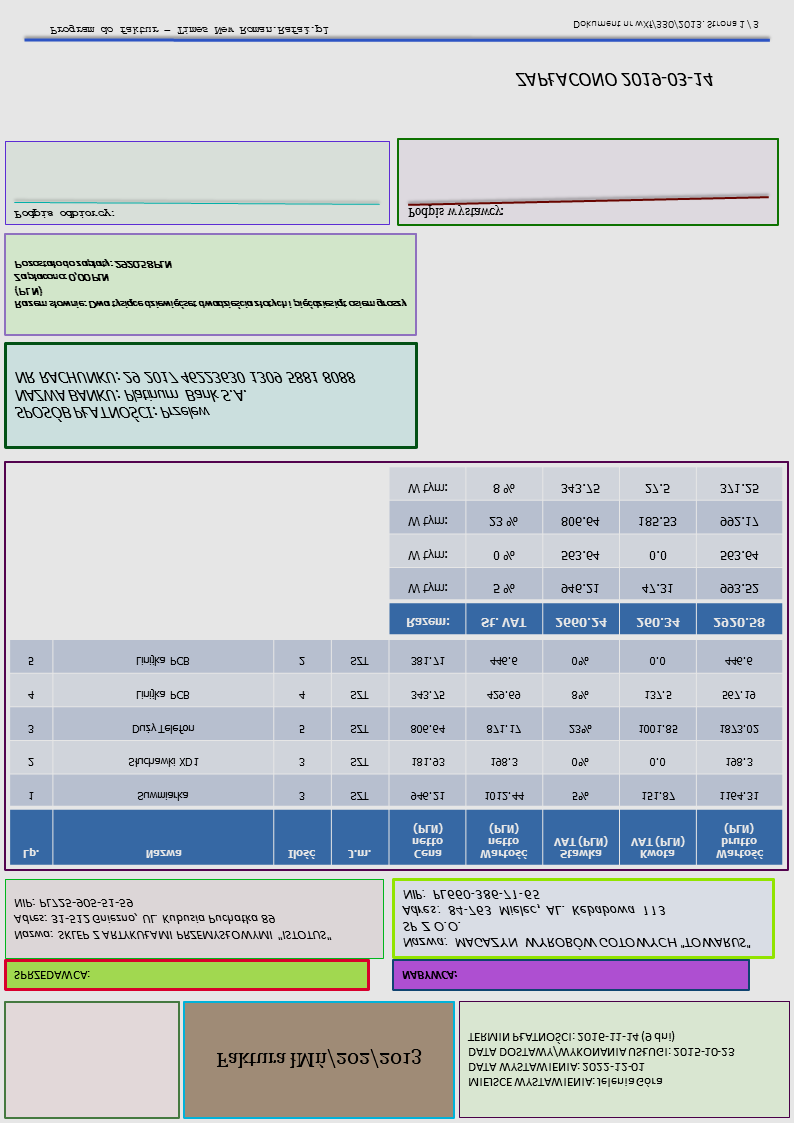 Faktura łMń/202/2013
MIEJSCE WYSTAWIENIA: Jelenia Góra
DATA WYSTAWIENIA: 2022-12-01
DATA DOSTAWY/WYKONANIA USŁUGI: 2015-10-23
TERMIN PŁATNOŚCI: 2016-11-14 (9 dni)
SPRZEDAWCA:
Nazwa: SKLEP Z ARTYKUŁAMI PRZEMYSŁOWYMI "ISTOTUS"
Adres: 31-512 Gniezno, UL. Kubusia Puchatka 89
NIP: PL725-905-51-59
NABYWCA:
Nazwa: MAGAZYN WYROBÓW GOTOWYCH "TOWARUS"
SP Z O.O.
Adres: 84-763 Mielec, AL. Kebabowa 113
NIP: PL660-386-71-65
Lp. Nazwa Ilość J.m. Cena netto (PLN) Wartość netto (PLN) Stawka VAT (PLN) Kwota VAT (PLN) Wartość brutto (PLN)
1 Suwmiarka 3 SZT 946.21 1012.44 5% 151.87 1164.31
2 Słuchawki XD1 3 SZT 181.93 198.3 0% 0.0 198.3
3 Duży Telefon 5 SZT 806.64 871.17 23% 1001.85 1873.02
4 Linijka PCB 4 SZT 343.75 429.69 8% 137.5 567.19
5 Linijka PCB 2 SZT 381.71 446.6 0% 0.0 446.6
Razem: St. VAT 2660.24 260.34 2920.58
W tym: 5 % 946.21 47.31 993.52
W tym: 0 % 563.64 0.0 563.64
W tym: 23 % 806.64 185.53 992.17
W tym: 8 % 343.75 27.5 371.25
SPOSÓB PŁATNOŚCI: Przelew
NAZWA BANKU: Platinum Bank S.A.
NR RACHUNKU: 29 2017 46223630 1309 5881 8088
Razem słownie: Dwa tysiące dziewięćset dwadzieścia złotych i pięćdziesiąt osiem groszy
(PLN)
Zapłacono: 0,00 PLN
Pozostało do zapłaty: 2920.58 PLN
Podpis odbiorcy:
Podpis wystawcy:
ZAPŁACONO 2019-03-14
Program do faktur – Times New Roman.Rafal.pl
Dokument nr wXf/330/2013. Strona 1 / 3